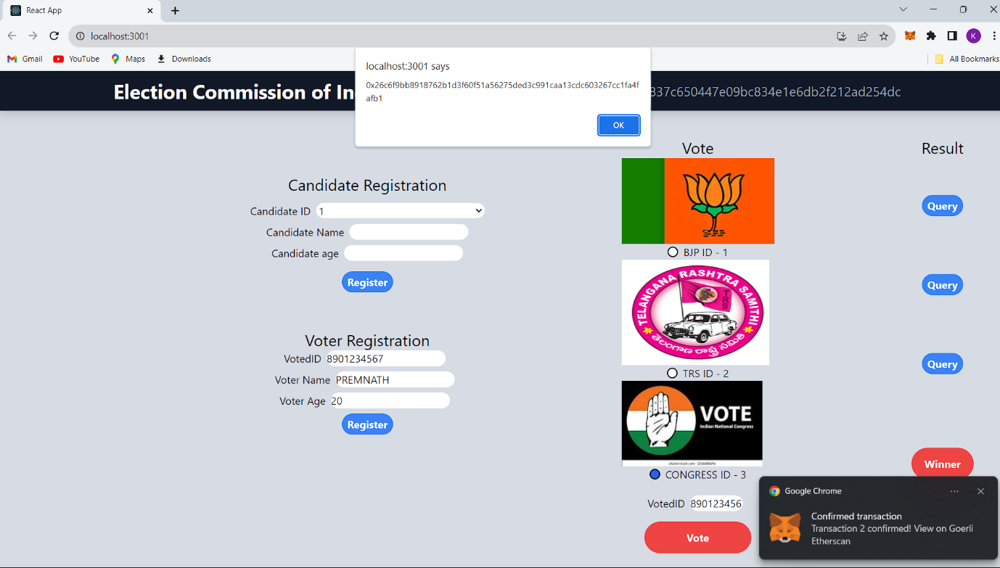 React App
localhost:3001
K
Gmail
YouTube
Maps
Downloads
All Bookmarks
localhost:3001 says
0x26c6f9bb8918762b1d3f60f51a56275ded3c991caa13cdc603267cc1fa4f
afb1
OK
Election Commission of In
837c650447e09bc834e1e6db2f212ad254dc
Candidate Registration
Candidate ID 1
Candidate Name
Candidate age
Register
Voter Registration
VotedID 8901234567
Voter Name PREMNATH
Voter Age 20
Register
Vote
BJP ID - 1
TELANGANA RASHTRA SAMITHI
TRS
తెలంగాణ రాష్ట్ర సమితి
TRS ID - 2
VOTE
Indian National Congress
CONGRESS ID - 3
VotedID 890123456
Vote
Result
Query
Query
Query
Winner
Google Chrome
Confirmed transaction
Transaction 2 confirmed! View on Goerli
Etherscan